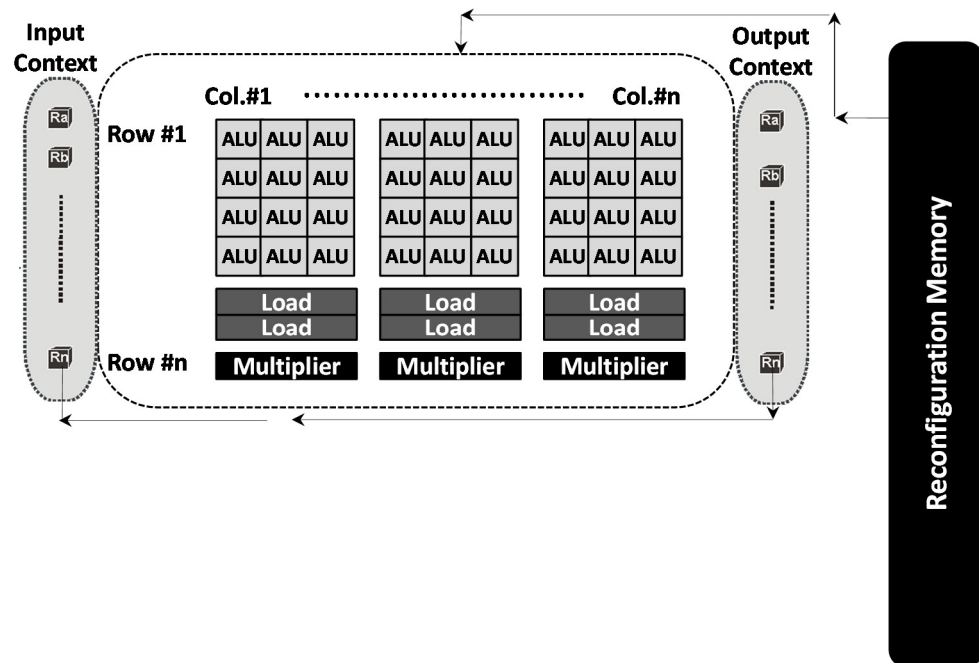 Input
Context
Output
Context
Col.#1
Col.#n
Ra
Row #1
ALU ALU ALU ALU ALU ALU ALU ALU ALU
Ra
Rb
ALU ALU ALU ALU ALU ALU ALU ALU ALU
Rb
ALU ALU ALU ALU ALU ALU ALU ALU ALU
ALU ALU ALU ALU ALU ALU ALU ALU ALU
Load Load Load
Load Load Load
Rn
Row #n
Multiplier Multiplier Multiplier
Rn
Reconfiguration Memory